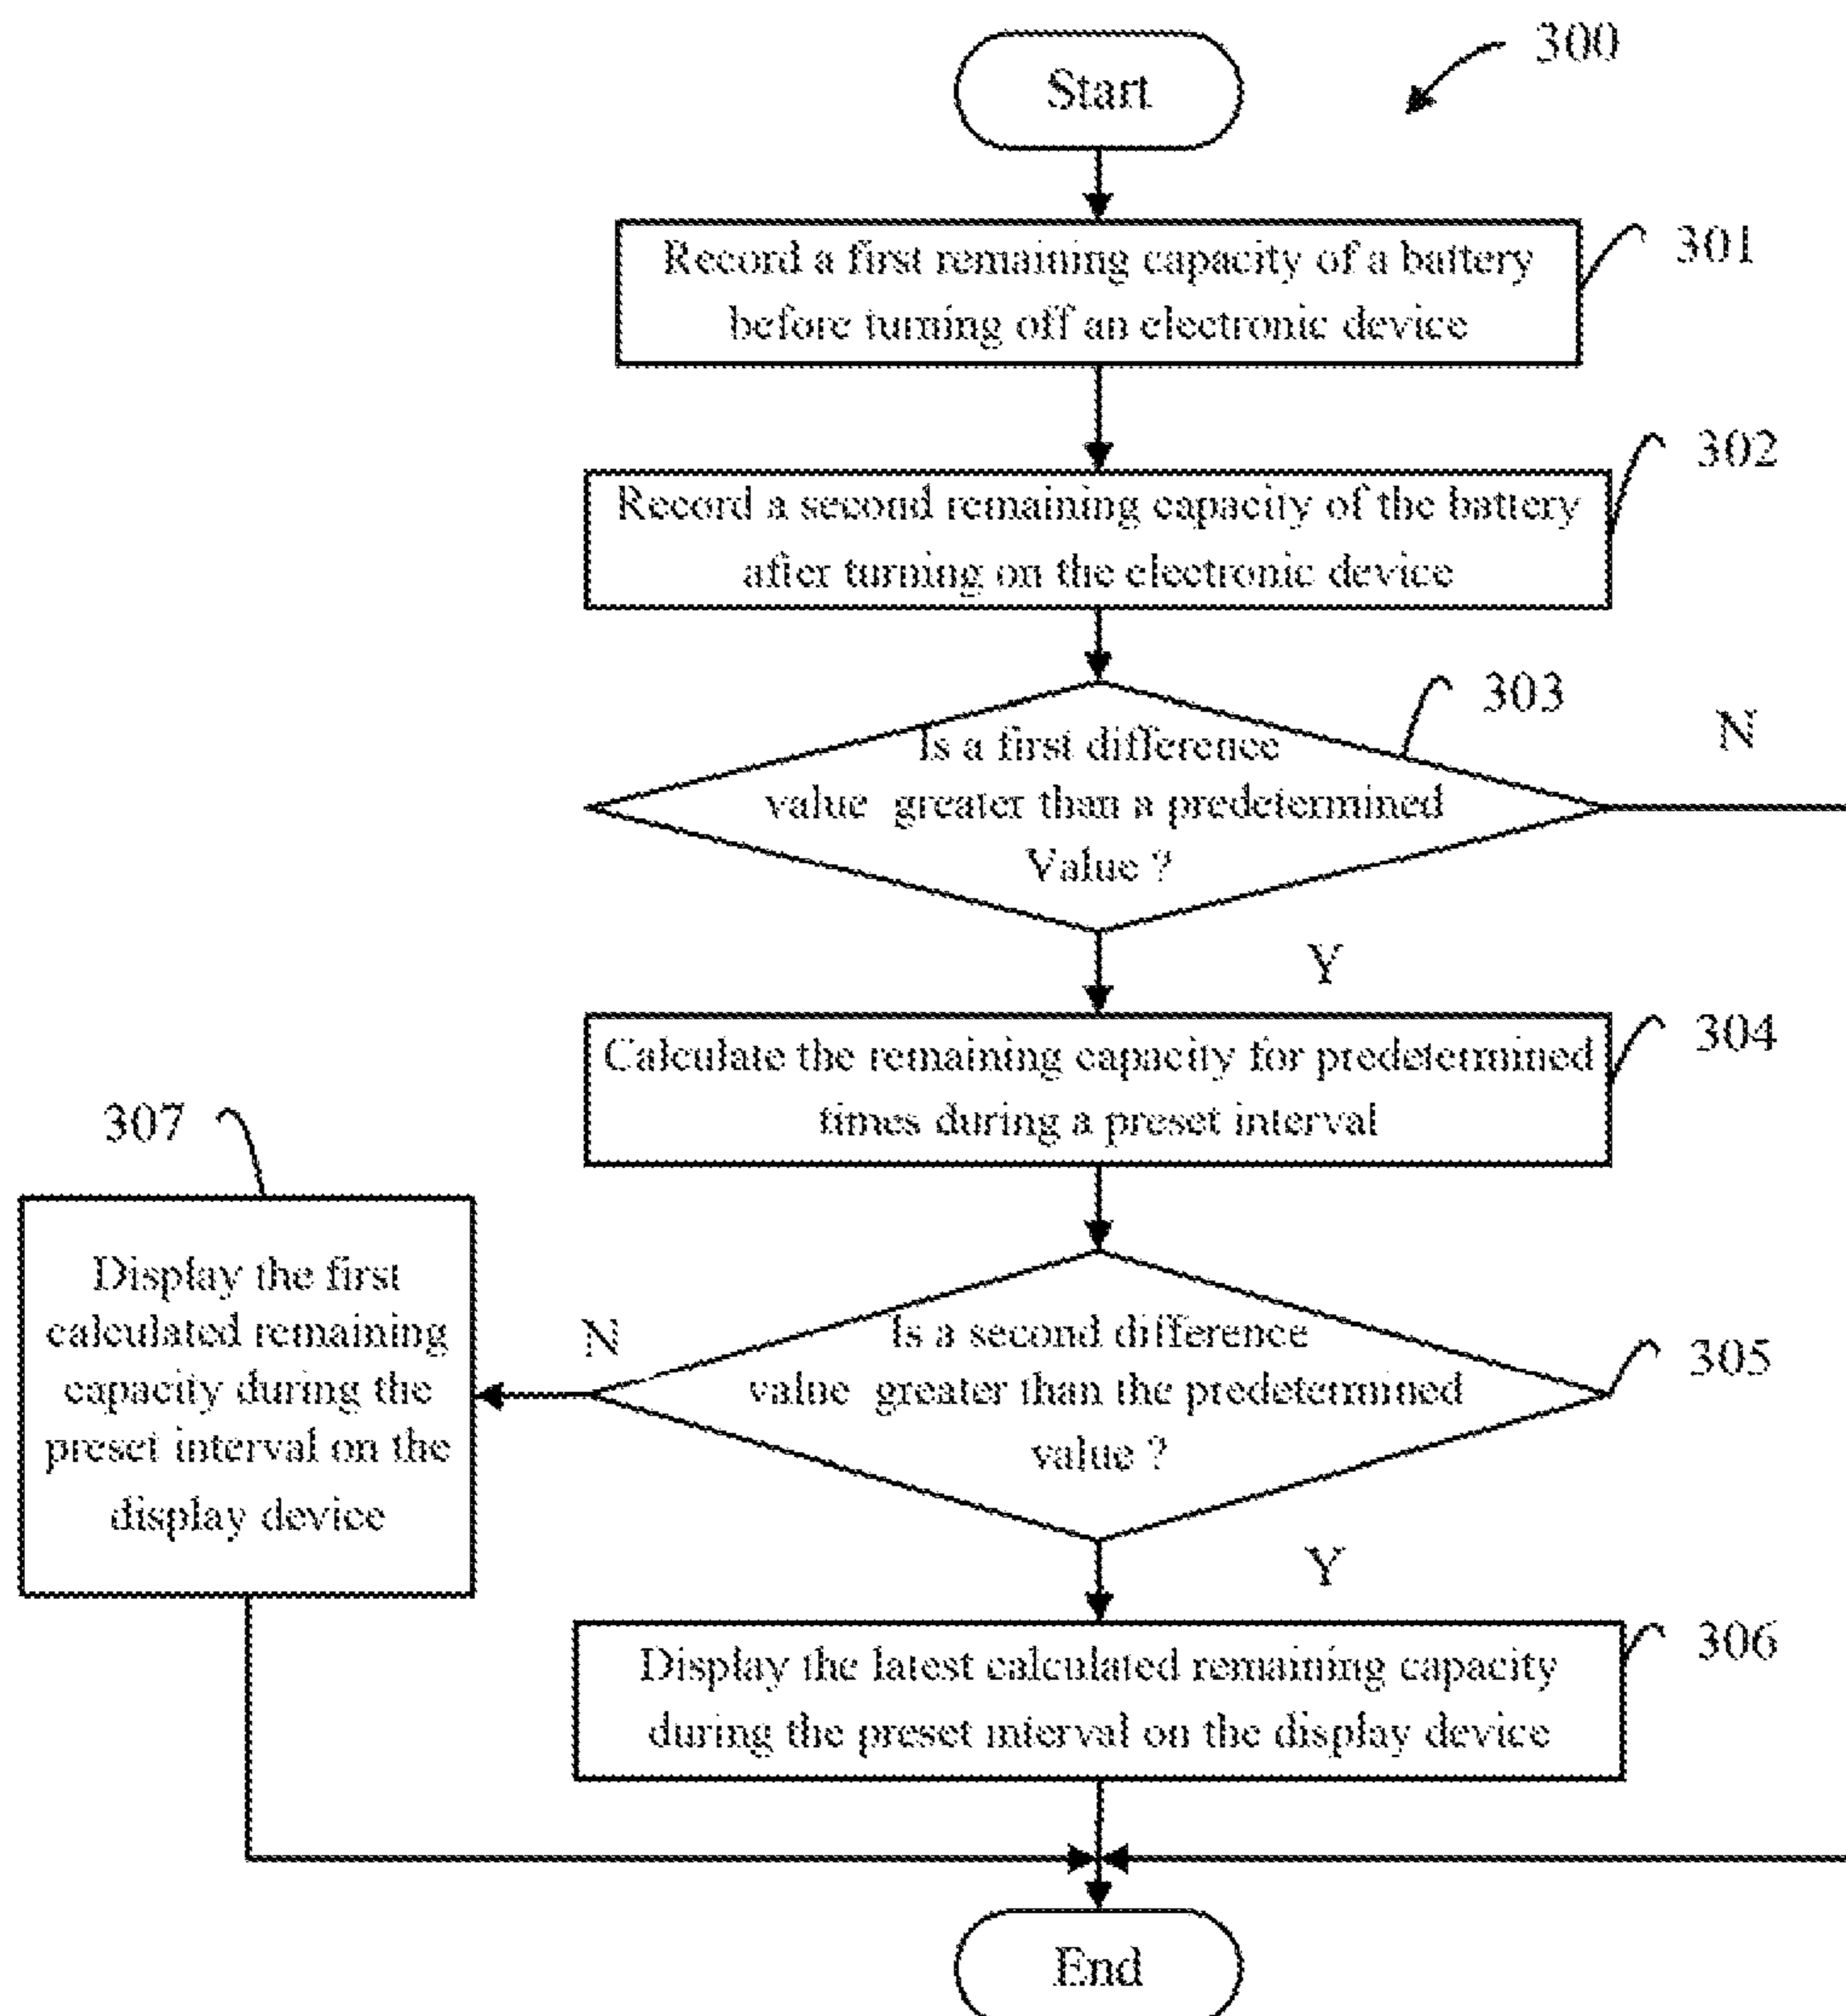 300
Start
Record a first remaining capacity of a battery
before turning off an electronic device
301
Record a second remaining capacity of the battery
after turning on the electronic device
302
303
Is a first difference
value greater than a predetermined
Value ?
N
Y
Calculate the remaining capacity for predetermined
times during a preset interval
304
307
Display the first
calculated remaining
capacity during the
preset interval on the
display device
N
Is a second difference
value greater than the predetermined
value ?
305
Y
Display the latest calculated remaining capacity
during the preset interval on the display device
306
End